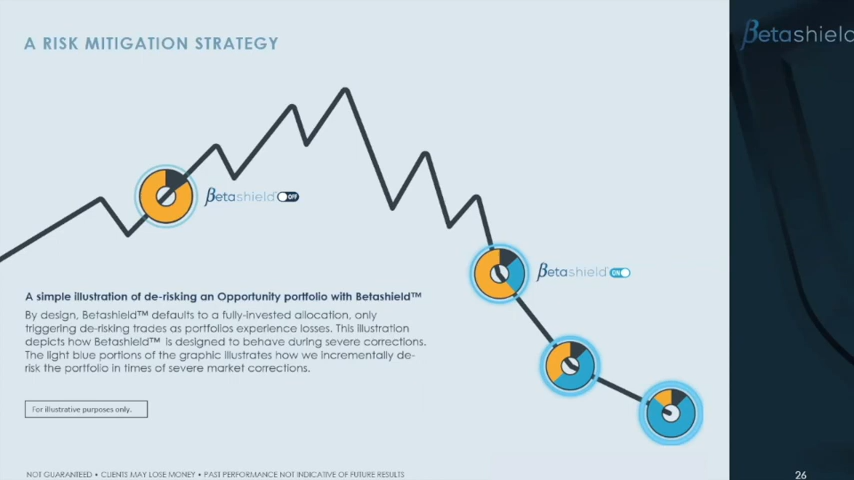 A RISK MITIGATION STRATEGY
βetashield
βetashield OFF
βetashield ON
A simple illustration of de-risking an Opportunity portfolio with Betashield™
By design, Betashield™ defaults to a fully-invested allocation, only
triggering de-risking trades as portfolios experience losses. This illustration
depicts how Betashield™ is designed to behave during severe corrections.
The light blue portions of the graphic illustrates how we incrementally de-
risk the portfolio in times of severe market corrections.
For illustrative purposes only.
NOT GUARANTEED • CLIENTS MAY LOSE MONEY • PAST PERFORMANCE NOT INDICATIVE OF FUTURE RESULTS
26